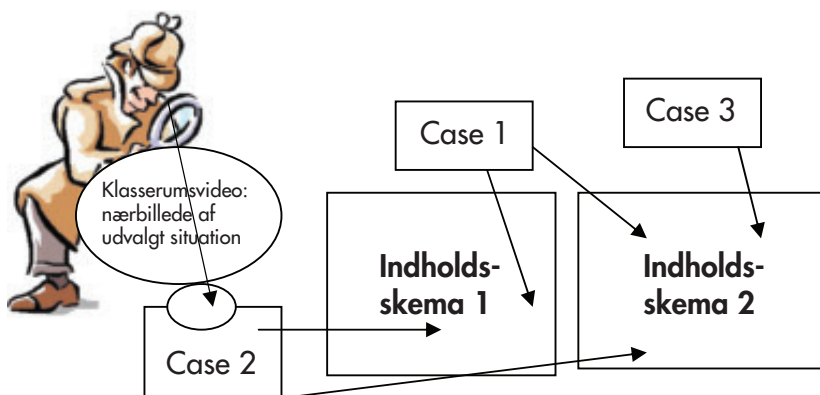 Case 1
Case 3
Klasserumsvideo:
nærbillede af
udvalgt situation
Indholds-
skema 1
Indholds-
skema 2
Case 2